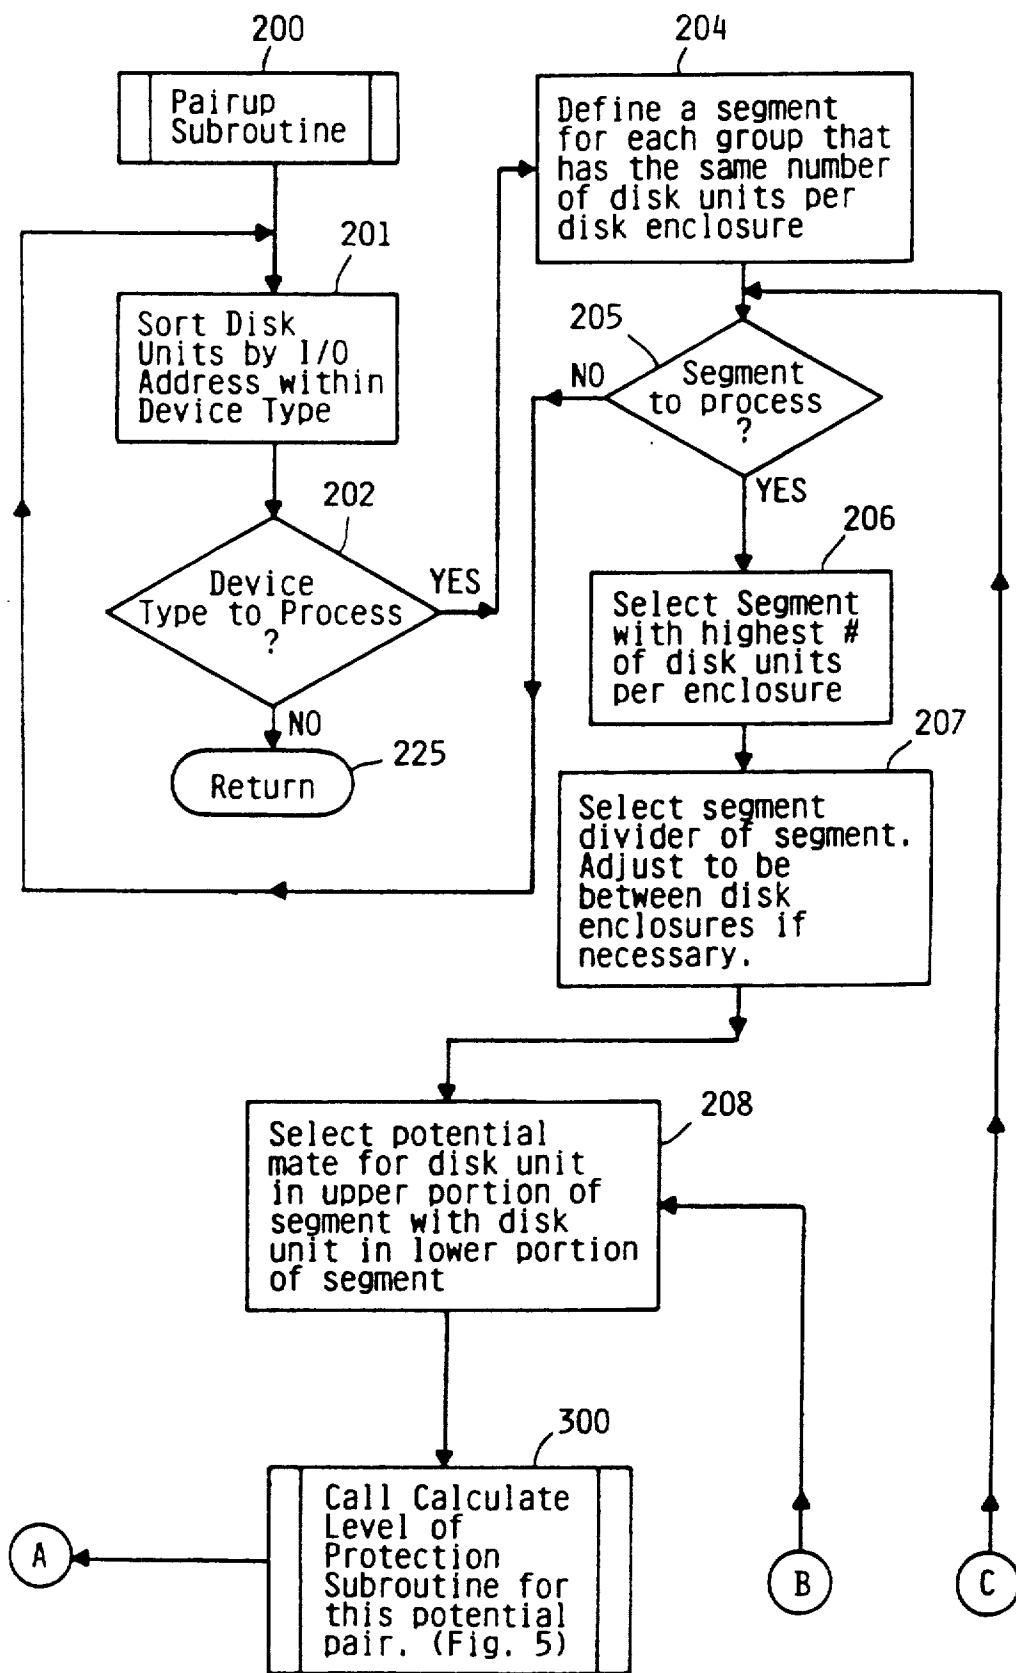 200
Pairup
Subroutine
201
Sort Disk
Units by I/O
Address within
Device Type
202
Device
Type to Process
?
YES
NO
225
Return
204
Define a segment
for each group that
has the same number
of disk units per
disk enclosure
205
NO
Segment
to process
?
YES
206
Select Segment
with highest #
of disk units
per enclosure
207
Select segment
divider of segment.
Adjust to be
between disk
enclosures if
necessary.
208
Select potential
mate for disk unit
in upper portion of
segment with disk
unit in lower portion
of segment
300
Call Calculate
Level of
Protection
Subroutine for
this potential
pair. (Fig. 5)
A
B
C